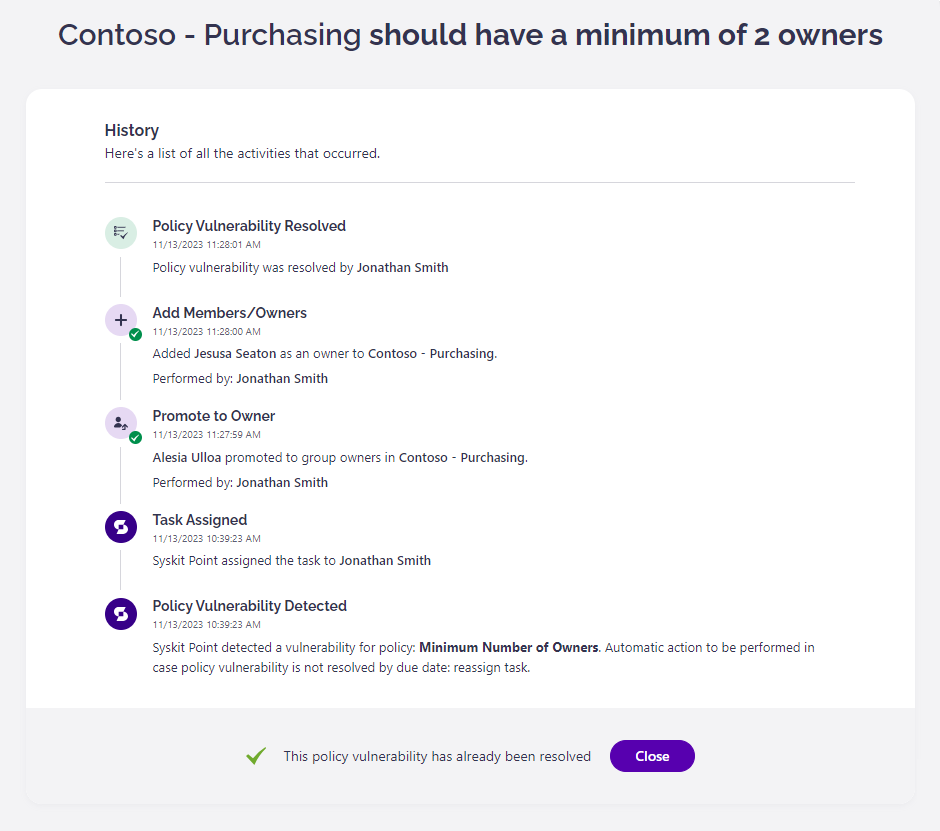 Contoso - Purchasing should have a minimum of 2 owners
History
Here's a list of all the activities that occurred.
Policy Vulnerability Resolved
11/13/2023 11:28:01 AM
Policy vulnerability was resolved by Jonathan Smith
Add Members/Owners
11/13/2023 11:28:00 AM
Added Jesusa Seaton as an owner to Contoso - Purchasing.
Performed by: Jonathan Smith
Promote to Owner
11/13/2023 11:27:59 AM
Alesia Ulloa promoted to group owners in Contoso - Purchasing.
Performed by: Jonathan Smith
Task Assigned
11/13/2023 10:39:23 AM
Syskit Point assigned the task to Jonathan Smith
Policy Vulnerability Detected
11/13/2023 10:39:23 AM
Syskit Point detected a vulnerability for policy: Minimum Number of Owners. Automatic action to be performed in
case policy vulnerability is not resolved by due date: reassign task.
This policy vulnerability has already been resolved
Close